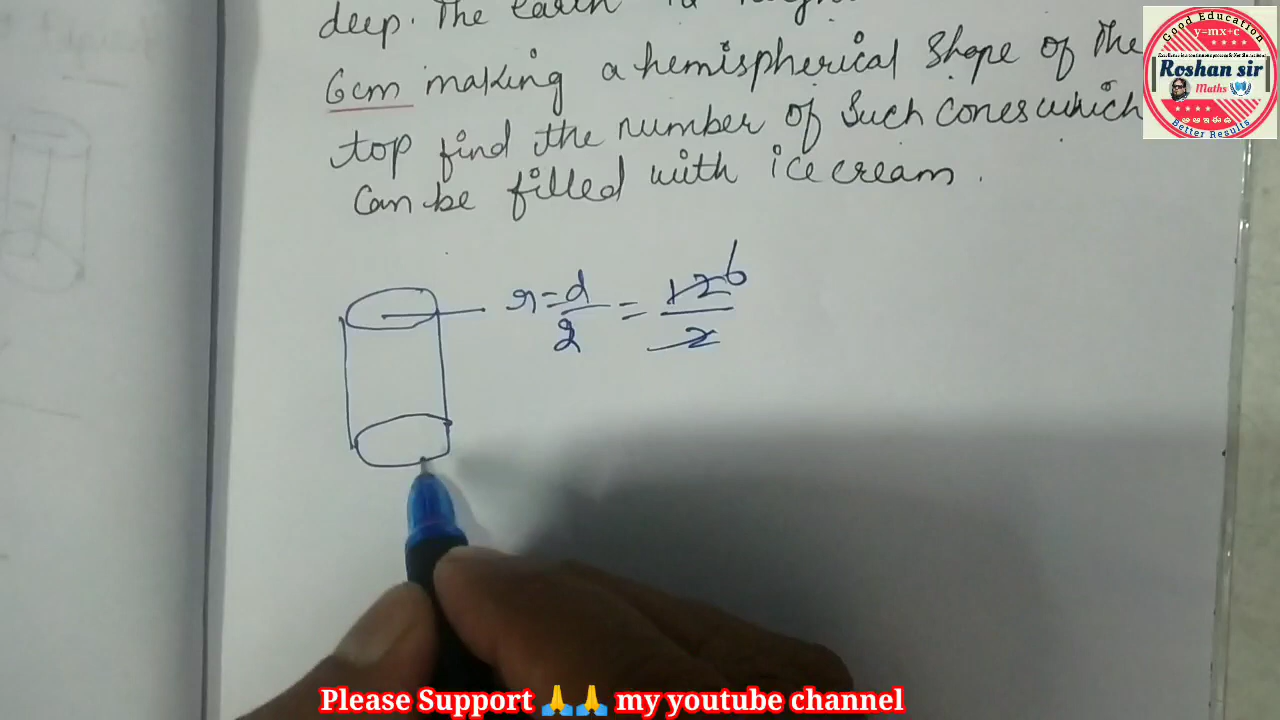 deep. The
6cm making a hemispherical shape of the
top find the number of such cones which
can be filled with ice cream.
r = d/2 = 12/2 6
Good Education
y=mx+c
Roshan sir
Maths
Better Results
Please Support 🙏🙏 my youtube channel